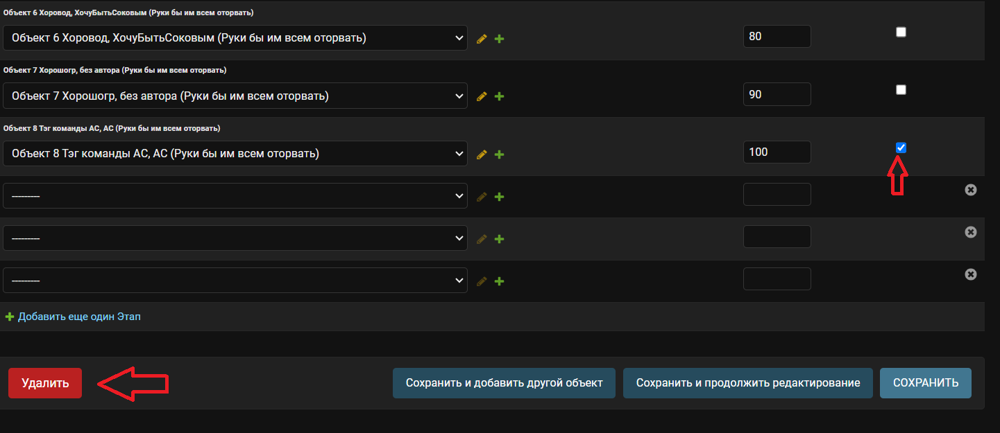 Объект 6 Хоровод, ХочуБытьСоковым (Руки бы им всем оторвать)
Объект 6 Хоровод, ХочуБытьСоковым (Руки бы им всем оторвать) 80
Объект 7 Хорошогр, без автора (Руки бы им всем оторвать)
Объект 7 Хорошогр, без автора (Руки бы им всем оторвать) 90
Объект 8 Тэг команды АС, АС (Руки бы им всем оторвать)
Объект 8 Тэг команды АС, АС (Руки бы им всем оторвать) 100
---------
---------
---------
Добавить еще один Этап
Удалить Сохранить и добавить другой объект Сохранить и продолжить редактирование СОХРАНИТЬ